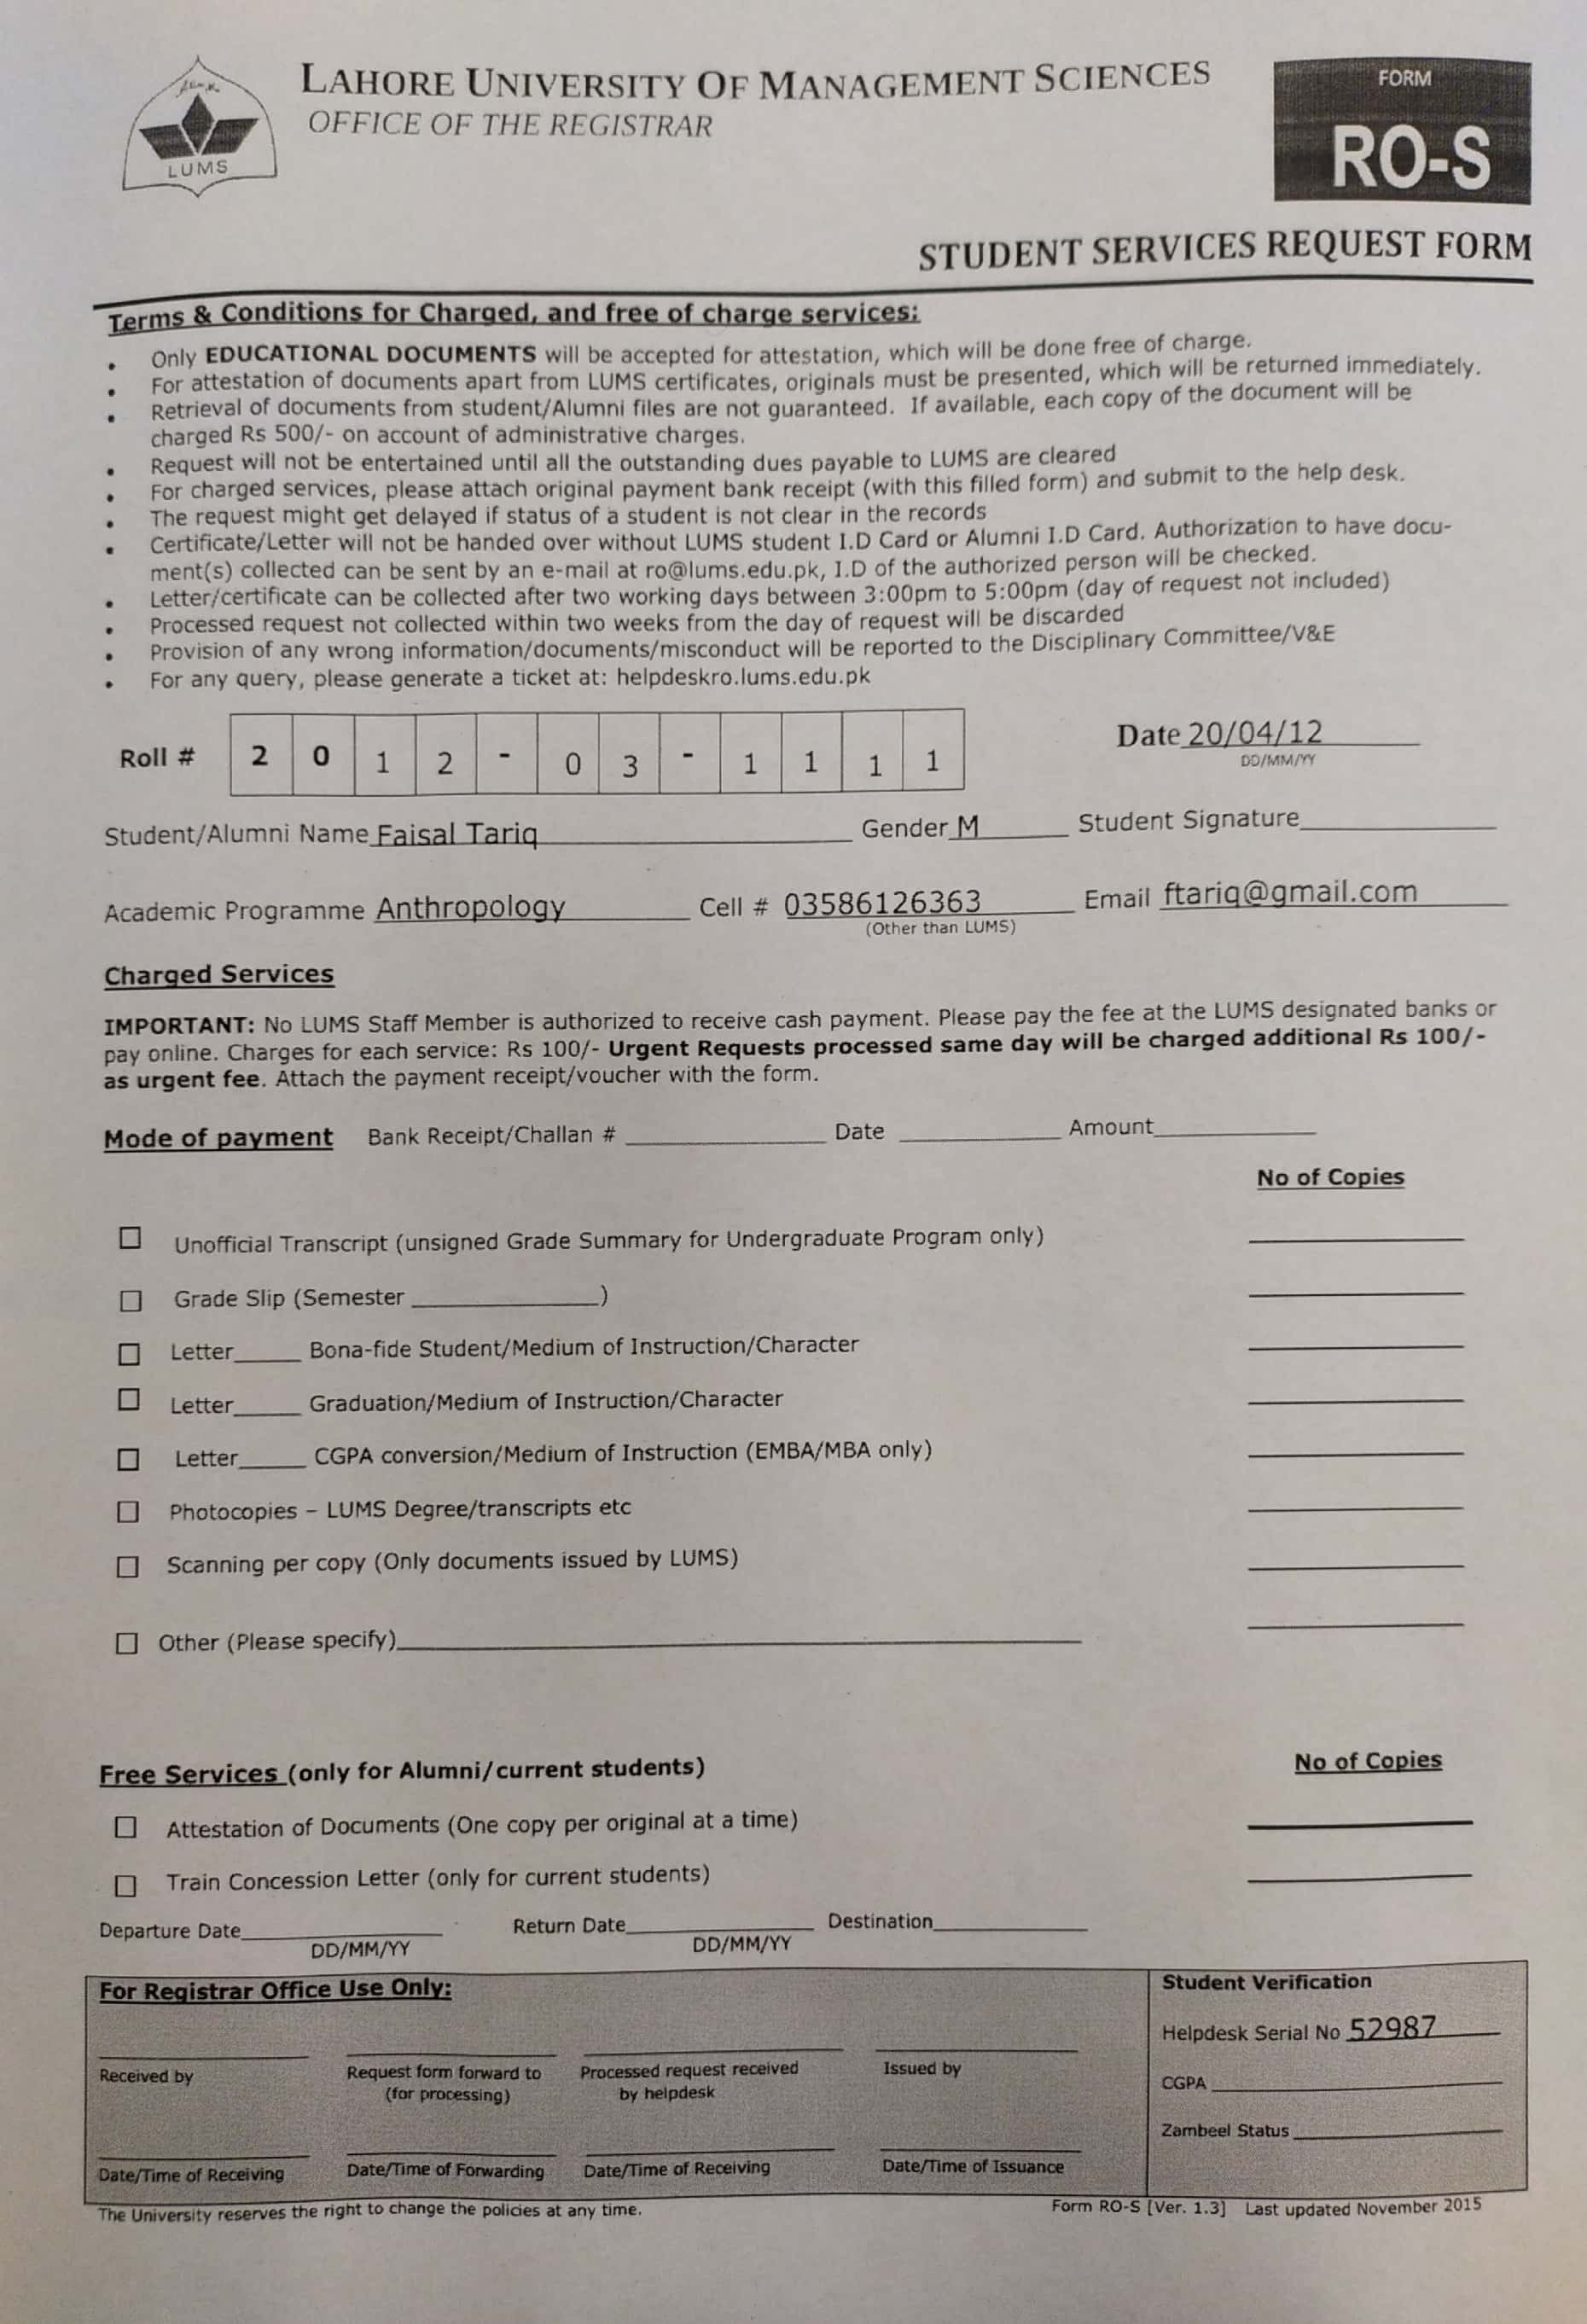 LUMS
LAHORE UNIVERSITY OF MANAGEMENT SCIENCES
OFFICE OF THE REGISTRAR
FORM
RO-S
STUDENT SERVICES REQUEST FORM
Terms & Conditions for Charged, and free of charge services:
• Only EDUCATIONAL DOCUMENTS will be accepted for attestation, which will be done free of charge.
• For attestation of documents apart from LUMS certificates, originals must be presented, which will be returned immediately.
• Retrieval of documents from student/Alumni files are not guaranteed. If available, each copy of the document will be
charged Rs 500/- on account of administrative charges.
• Request will not be entertained until all the outstanding dues payable to LUMS are cleared
• For charged services, please attach original payment bank receipt (with this filled form) and submit to the help desk.
• The request might get delayed if status of a student is not clear in the records
• Certificate/Letter will not be handed over without LUMS student I.D Card or Alumni I.D Card. Authorization to have docu-
ment(s) collected can be sent by an e-mail at ro@lums.edu.pk, I.D of the authorized person will be checked.
• Letter/certificate can be collected after two working days between 3:00pm to 5:00pm (day of request not included)
• Processed request not collected within two weeks from the day of request will be discarded
• Provision of any wrong information/documents/misconduct will be reported to the Disciplinary Committee/V&E
• For any query, please generate a ticket at: helpdeskro.lums.edu.pk
Roll # 2 0 1 2 - 0 3 - 1 1 1 1 Date 20/04/12
DD/MM/YY
Student/Alumni Name Faisal Tariq Gender M Student Signature
Academic Programme Anthropology Cell # 03586126363 Email ftariq@gmail.com
(Other than LUMS)
Charged Services
IMPORTANT: No LUMS Staff Member is authorized to receive cash payment. Please pay the fee at the LUMS designated banks or
pay online. Charges for each service: Rs 100/- Urgent Requests processed same day will be charged additional Rs 100/-
as urgent fee. Attach the payment receipt/voucher with the form.
Mode of payment Bank Receipt/Challan # Date Amount
No of Copies
Unofficial Transcript (unsigned Grade Summary for Undergraduate Program only)
Grade Slip (Semester )
Letter Bona-fide Student/Medium of Instruction/Character
Letter Graduation/Medium of Instruction/Character
Letter CGPA conversion/Medium of Instruction (EMBA/MBA only)
Photocopies – LUMS Degree/transcripts etc
Scanning per copy (Only documents issued by LUMS)
Other (Please specify)
Free Services (only for Alumni/current students) No of Copies
Attestation of Documents (One copy per original at a time)
Train Concession Letter (only for current students)
Departure Date Return Date Destination
DD/MM/YY DD/MM/YY
For Registrar Office Use Only: Student Verification
Helpdesk Serial No 52987
Received by Request form forward to Processed request received Issued by
(for processing) by helpdesk
CGPA
Zambeel Status
Date/Time of Receiving Date/Time of Forwarding Date/Time of Receiving Date/Time of Issuance
The University reserves the right to change the policies at any time. Form RO-S [Ver. 1.3] Last updated November 2015